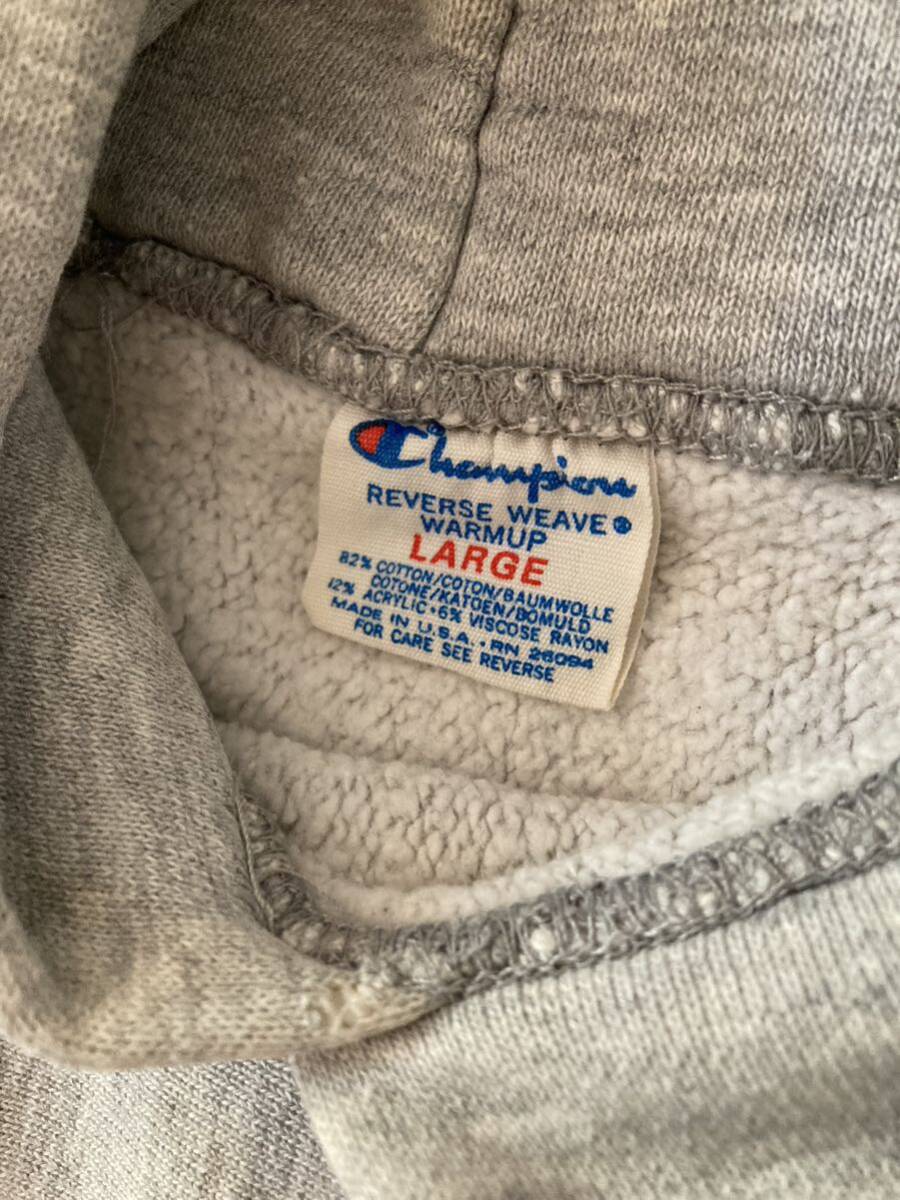 Champion
REVERSE WEAVE®
WARMUP
LARGE
82% COTTON/COTON/BAUMWOLLE
COTONE/KATOEN/BOMULD
12% ACRYLIC•6% VISCOSE RAYON
MADE IN U.S.A.•RN 26094
FOR CARE SEE REVERSE